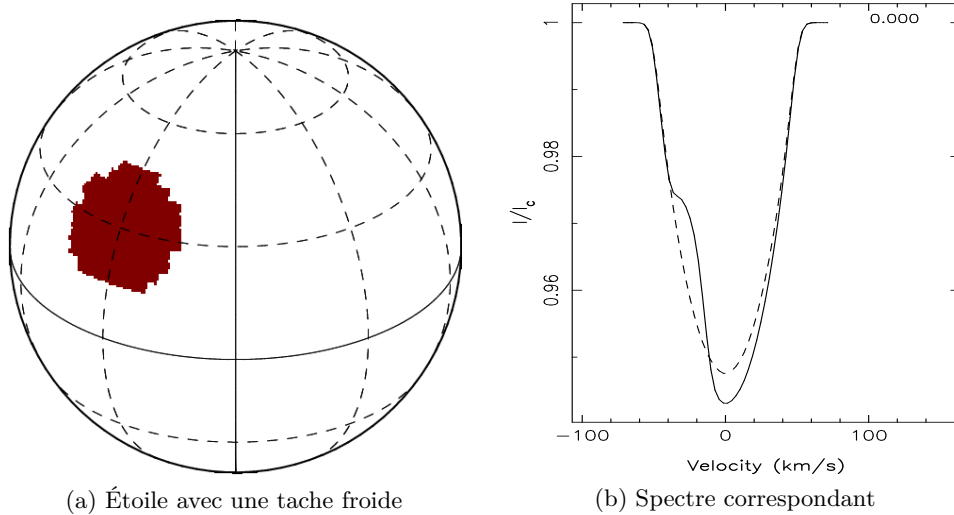 1
0.98
0.96
I/I_c
0.000
−100
0
100
Velocity (km/s)
(a) Étoile avec une tache froide
(b) Spectre correspondant